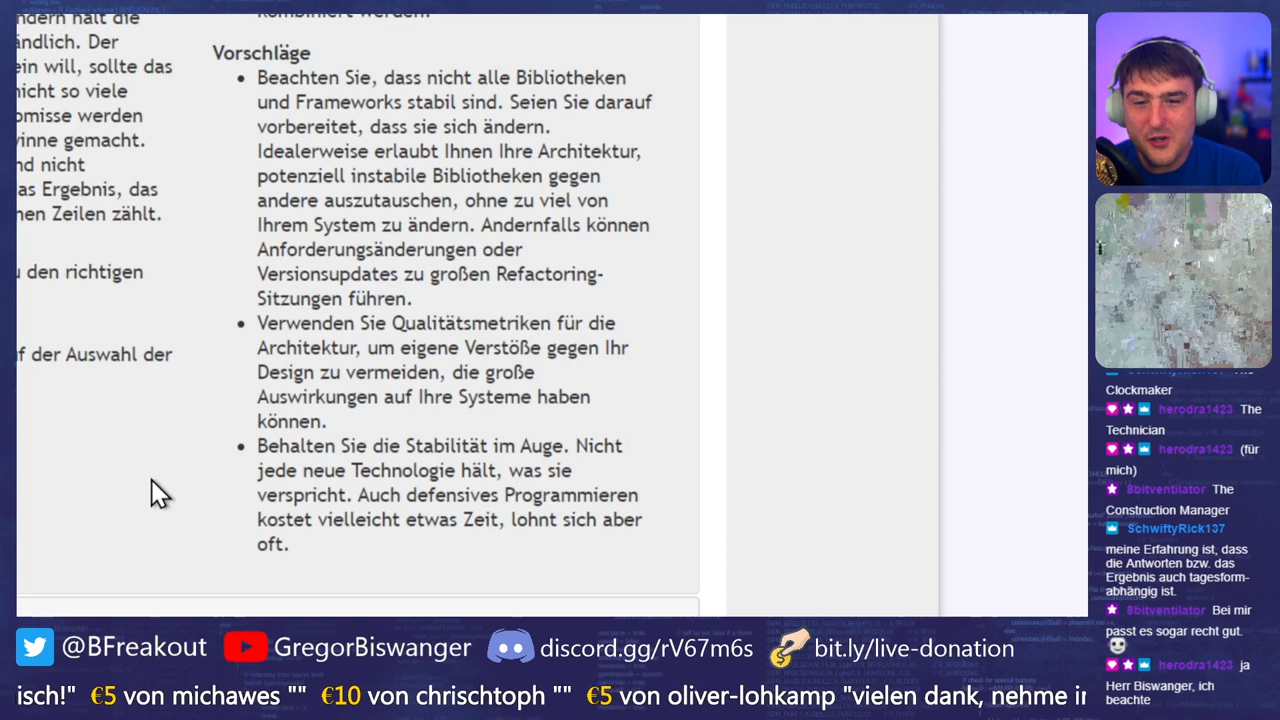 ndern hält die
ändlich. Der
ein will, sollte das
nicht so viele
omisse werden
vinne gemacht.
nd nicht
as Ergebnis, das
nen Zeilen zählt.
u den richtigen
f der Auswahl der
kombiniert werden.
Vorschläge
• Beachten Sie, dass nicht alle Bibliotheken
und Frameworks stabil sind. Seien Sie darauf
vorbereitet, dass sie sich ändern.
Idealerweise erlaubt Ihnen Ihre Architektur,
potenziell instabile Bibliotheken gegen
andere auszutauschen, ohne zu viel von
Ihrem System zu ändern. Andernfalls können
Anforderungsänderungen oder
Versionsupdates zu großen Refactoring-
Sitzungen führen.
• Verwenden Sie Qualitätsmetriken für die
Architektur, um eigene Verstöße gegen Ihr
Design zu vermeiden, die große
Auswirkungen auf Ihre Systeme haben
können.
• Behalten Sie die Stabilität im Auge. Nicht
jede neue Technologie hält, was sie
verspricht. Auch defensives Programmieren
kostet vielleicht etwas Zeit, lohnt sich aber
oft.
Clockmaker
herodra1423 The
Technician
herodra1423 (für
mich)
8bitventilator The
Construction Manager
SchwiftyRick137
meine Erfahrung ist, dass
die Antworten bzw. das
Ergebnis auch tagesform-
abhängig ist.
8bitventilator Bei mir
passt es sogar recht gut.
herodra1423 ja
Herr Biswanger, ich
beachte
@BFreakout GregorBiswanger discord.gg/rV67m6s bit.ly/live-donation
isch!" €5 von michawes "" €10 von chrischtoph "" €5 von oliver-lohkamp "vielen dank, nehme ir